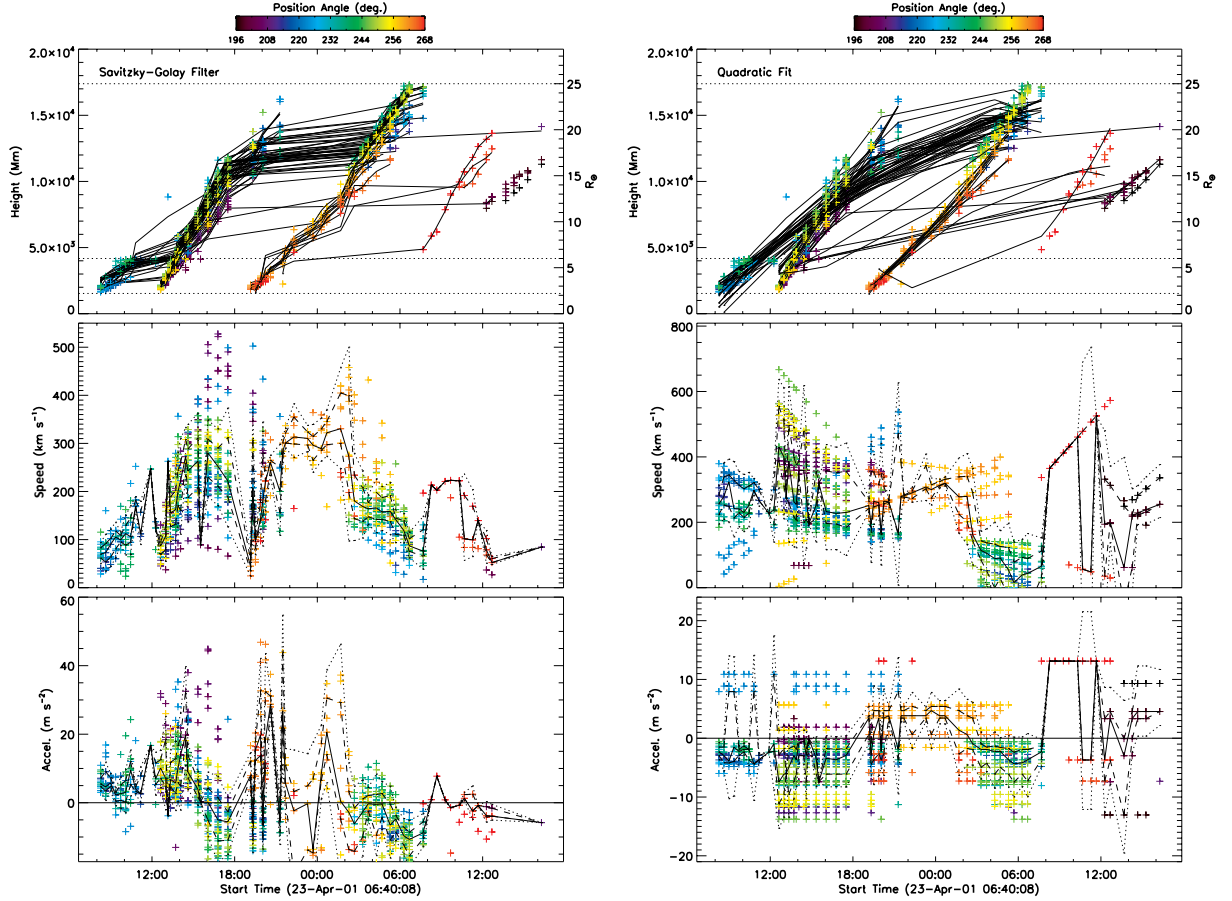 Position Angle (deg.)
196 208 220 232 244 256 268
Savitzky-Golay Filter
2.0×10⁴
1.5×10⁴
1.0×10⁴
5.0×10³
0
Height (Mm)
25
20
15
10
5
0
R⊙
500
400
300
200
100
0
Speed (km s⁻¹)
60
40
20
0
Accel. (m s⁻²)
12:00 18:00 00:00 06:00 12:00
Start Time (23-Apr-01 06:40:08)
Position Angle (deg.)
196 208 220 232 244 256 268
Quadratic Fit
2.0×10⁴
1.5×10⁴
1.0×10⁴
5.0×10³
0
Height (Mm)
25
20
15
10
5
0
R⊙
800
600
400
200
0
Speed (km s⁻¹)
20
10
0
−10
−20
Accel. (m s⁻²)
12:00 18:00 00:00 06:00 12:00
Start Time (23-Apr-01 06:40:08)